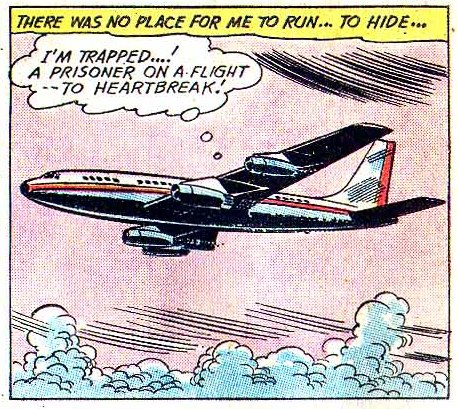 THERE WAS NO PLACE FOR ME TO RUN... TO HIDE...
I'M TRAPPED....!
A PRISONER ON A FLIGHT
--TO HEARTBREAK!